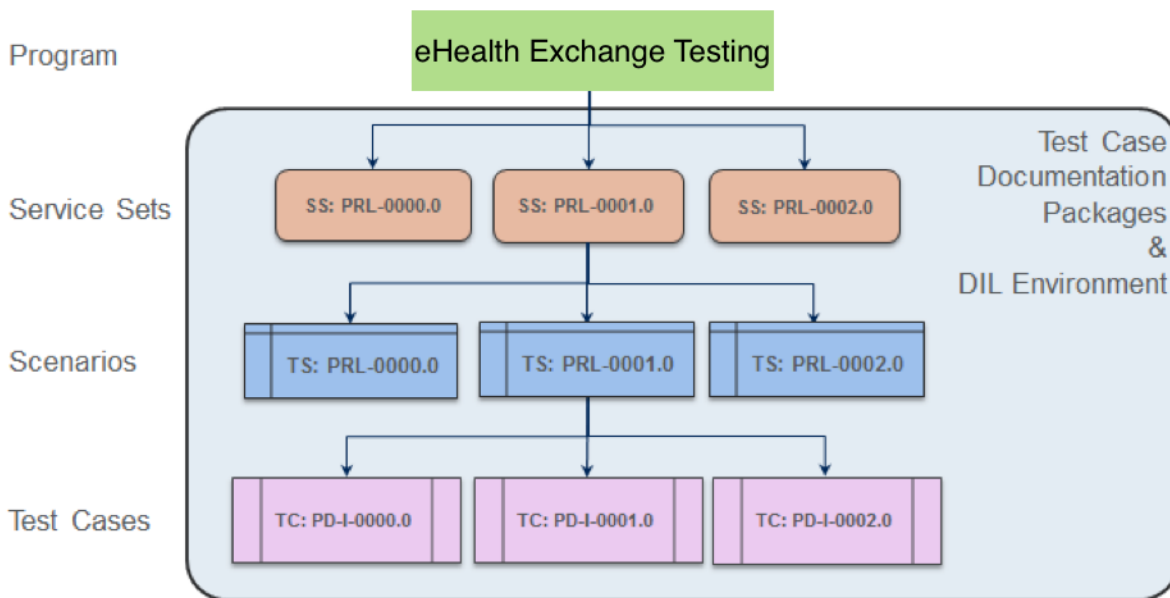 Program
eHealth Exchange Testing
Test Case
Documentation
Packages
&
DIL Environment
Service Sets
SS: PRL-0000.0
SS: PRL-0001.0
SS: PRL-0002.0
Scenarios
TS: PRL-0000.0
TS: PRL-0001.0
TS: PRL-0002.0
Test Cases
TC: PD-I-0000.0
TC: PD-I-0001.0
TC: PD-I-0002.0